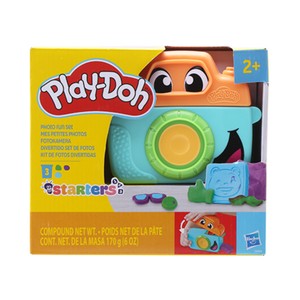 Play-Doh
2+
PHOTO FUN DIE
MES PETITES PHOTOS
FOTOKAMERA
DIVERTIDO SET DE FOTOS
KIT DE FOTOS DIVERTIDAS
3
starters
COMPOUND NET WT. - POIDS NET DE LA PÂTE
CONT. NET. DE LA MASA 170 g (6 OZ)
Hasbro